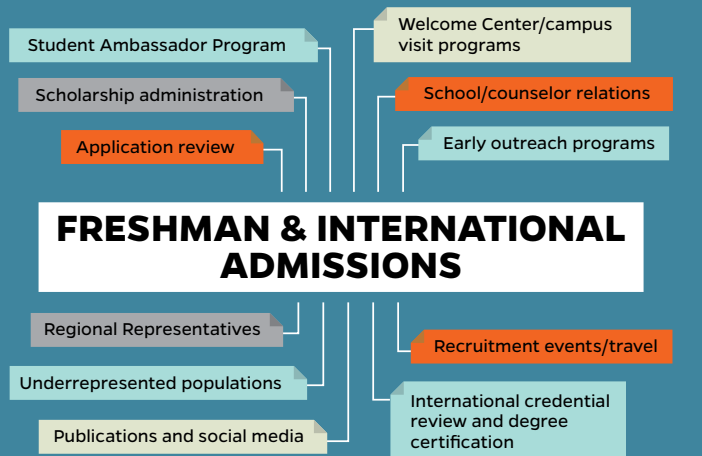 Student Ambassador Program
Welcome Center/campus
visit programs
Scholarship administration
School/counselor relations
Application review
Early outreach programs
FRESHMAN & INTERNATIONAL
ADMISSIONS
Regional Representatives
Recruitment events/travel
Underrepresented populations
International credential
review and degree
certification
Publications and social media